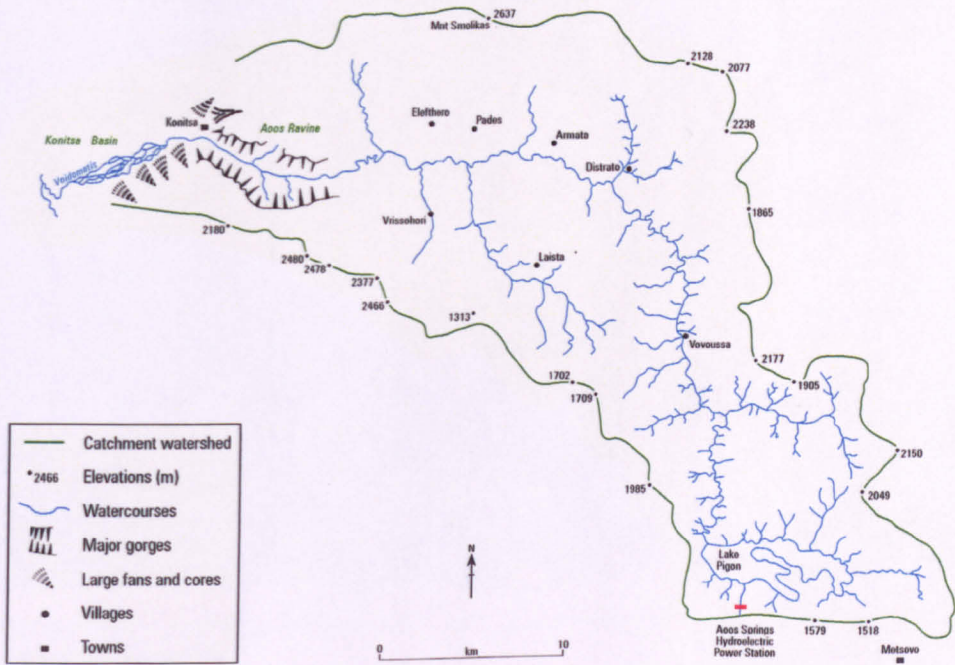 2637
Mnt Smolikas
2128
2077
2238
Elefthero
Pades
Armata
Konitsa
Aoos Ravine
Konitsa Basin
Voidomatis
Distrato
1865
Vrissohori
2180
2480
2478
2377
2466
Laista
1313
Vovoussa
2177
1905
1702
1709
2150
1985
2049
Lake
Pigon
Aoos Springs
Hydroelectric
Power Station
1579
1518
Metsovo
Catchment watershed
2466
Elevations (m)
Watercourses
Major gorges
Large fans and cores
Villages
Towns
N
0
km
10